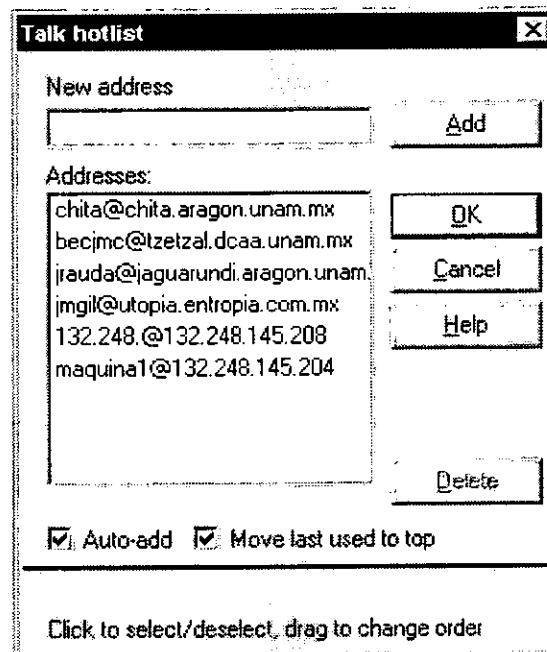 Talk hotlist
New address
Add
Addresses:
chita@chita.aragon.unam.mx
becjmc@tzetzal.dcaa.unam.mx
jrauda@jaguarundi.aragon.unam.
jmgil@utopia.entropia.com.mx
132.248.@132.248.145.208
maquina1@132.248.145.204
OK
Cancel
Help
Delete
Auto-add
Move last used to top
Click to select/deselect, drag to change order